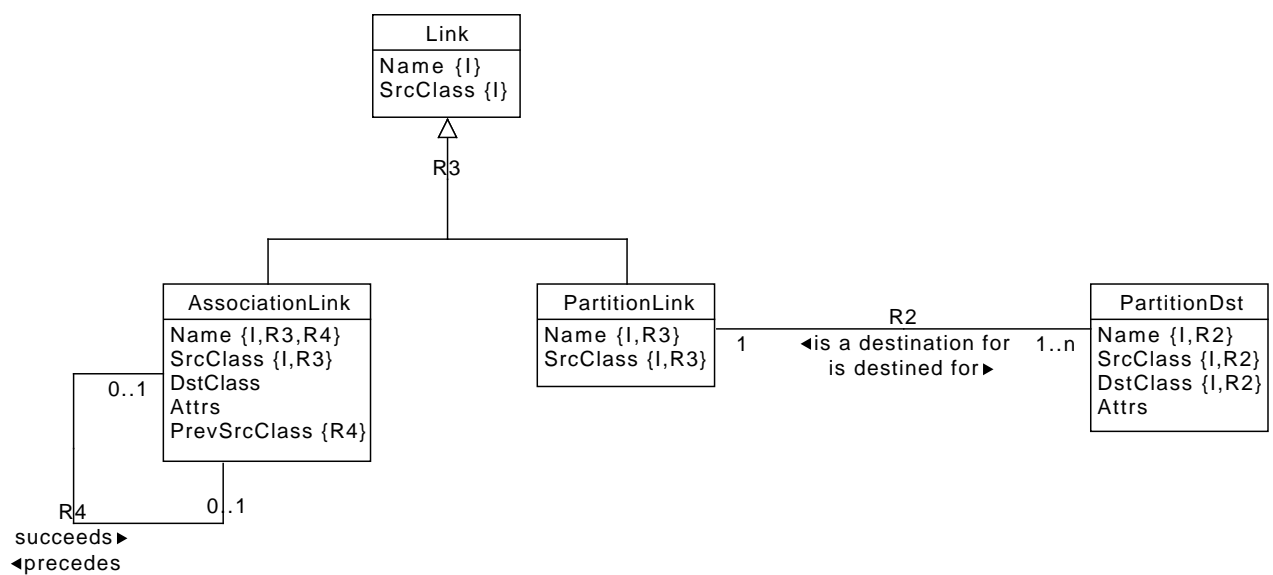 Link
Name {I}
SrcClass {I}
R3
AssociationLink
Name {I,R3,R4}
SrcClass {I,R3}
DstClass
Attrs
PrevSrcClass {R4}
0..1
0..1
R4
succeeds►
◄precedes
PartitionLink
Name {I,R3}
SrcClass {I,R3}
R2
1
◄is a destination for
is destined for►
1..n
PartitionDst
Name {I,R2}
SrcClass {I,R2}
DstClass {I,R2}
Attrs